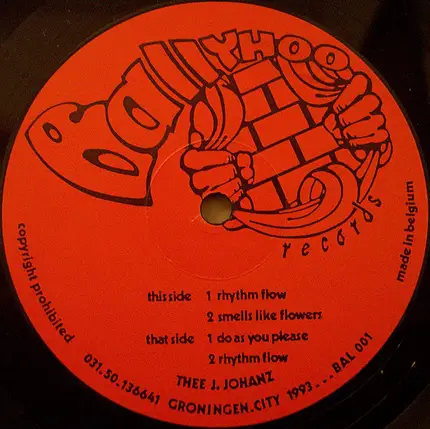 Ballyhoo
records
this side 1 rhythm flow
2 smells like flowers
that side 1 do as you please
2 rhythm flow
THEE J. JOHANZ
copyright prohibited
031.50.136641 GRONINGEN.CITY 1993...BAL 001
made in belgium